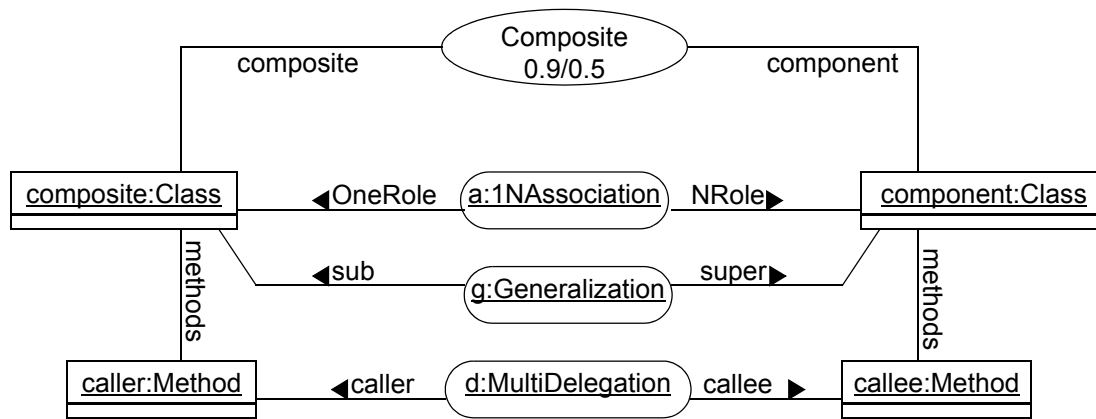 Composite
0.9/0.5
composite
component
composite:Class
◀OneRole
a:1NAssociation
NRole▶
component:Class
methods
◀sub
g:Generalization
super▶
methods
caller:Method
◀caller
d:MultiDelegation
callee ▶
callee:Method